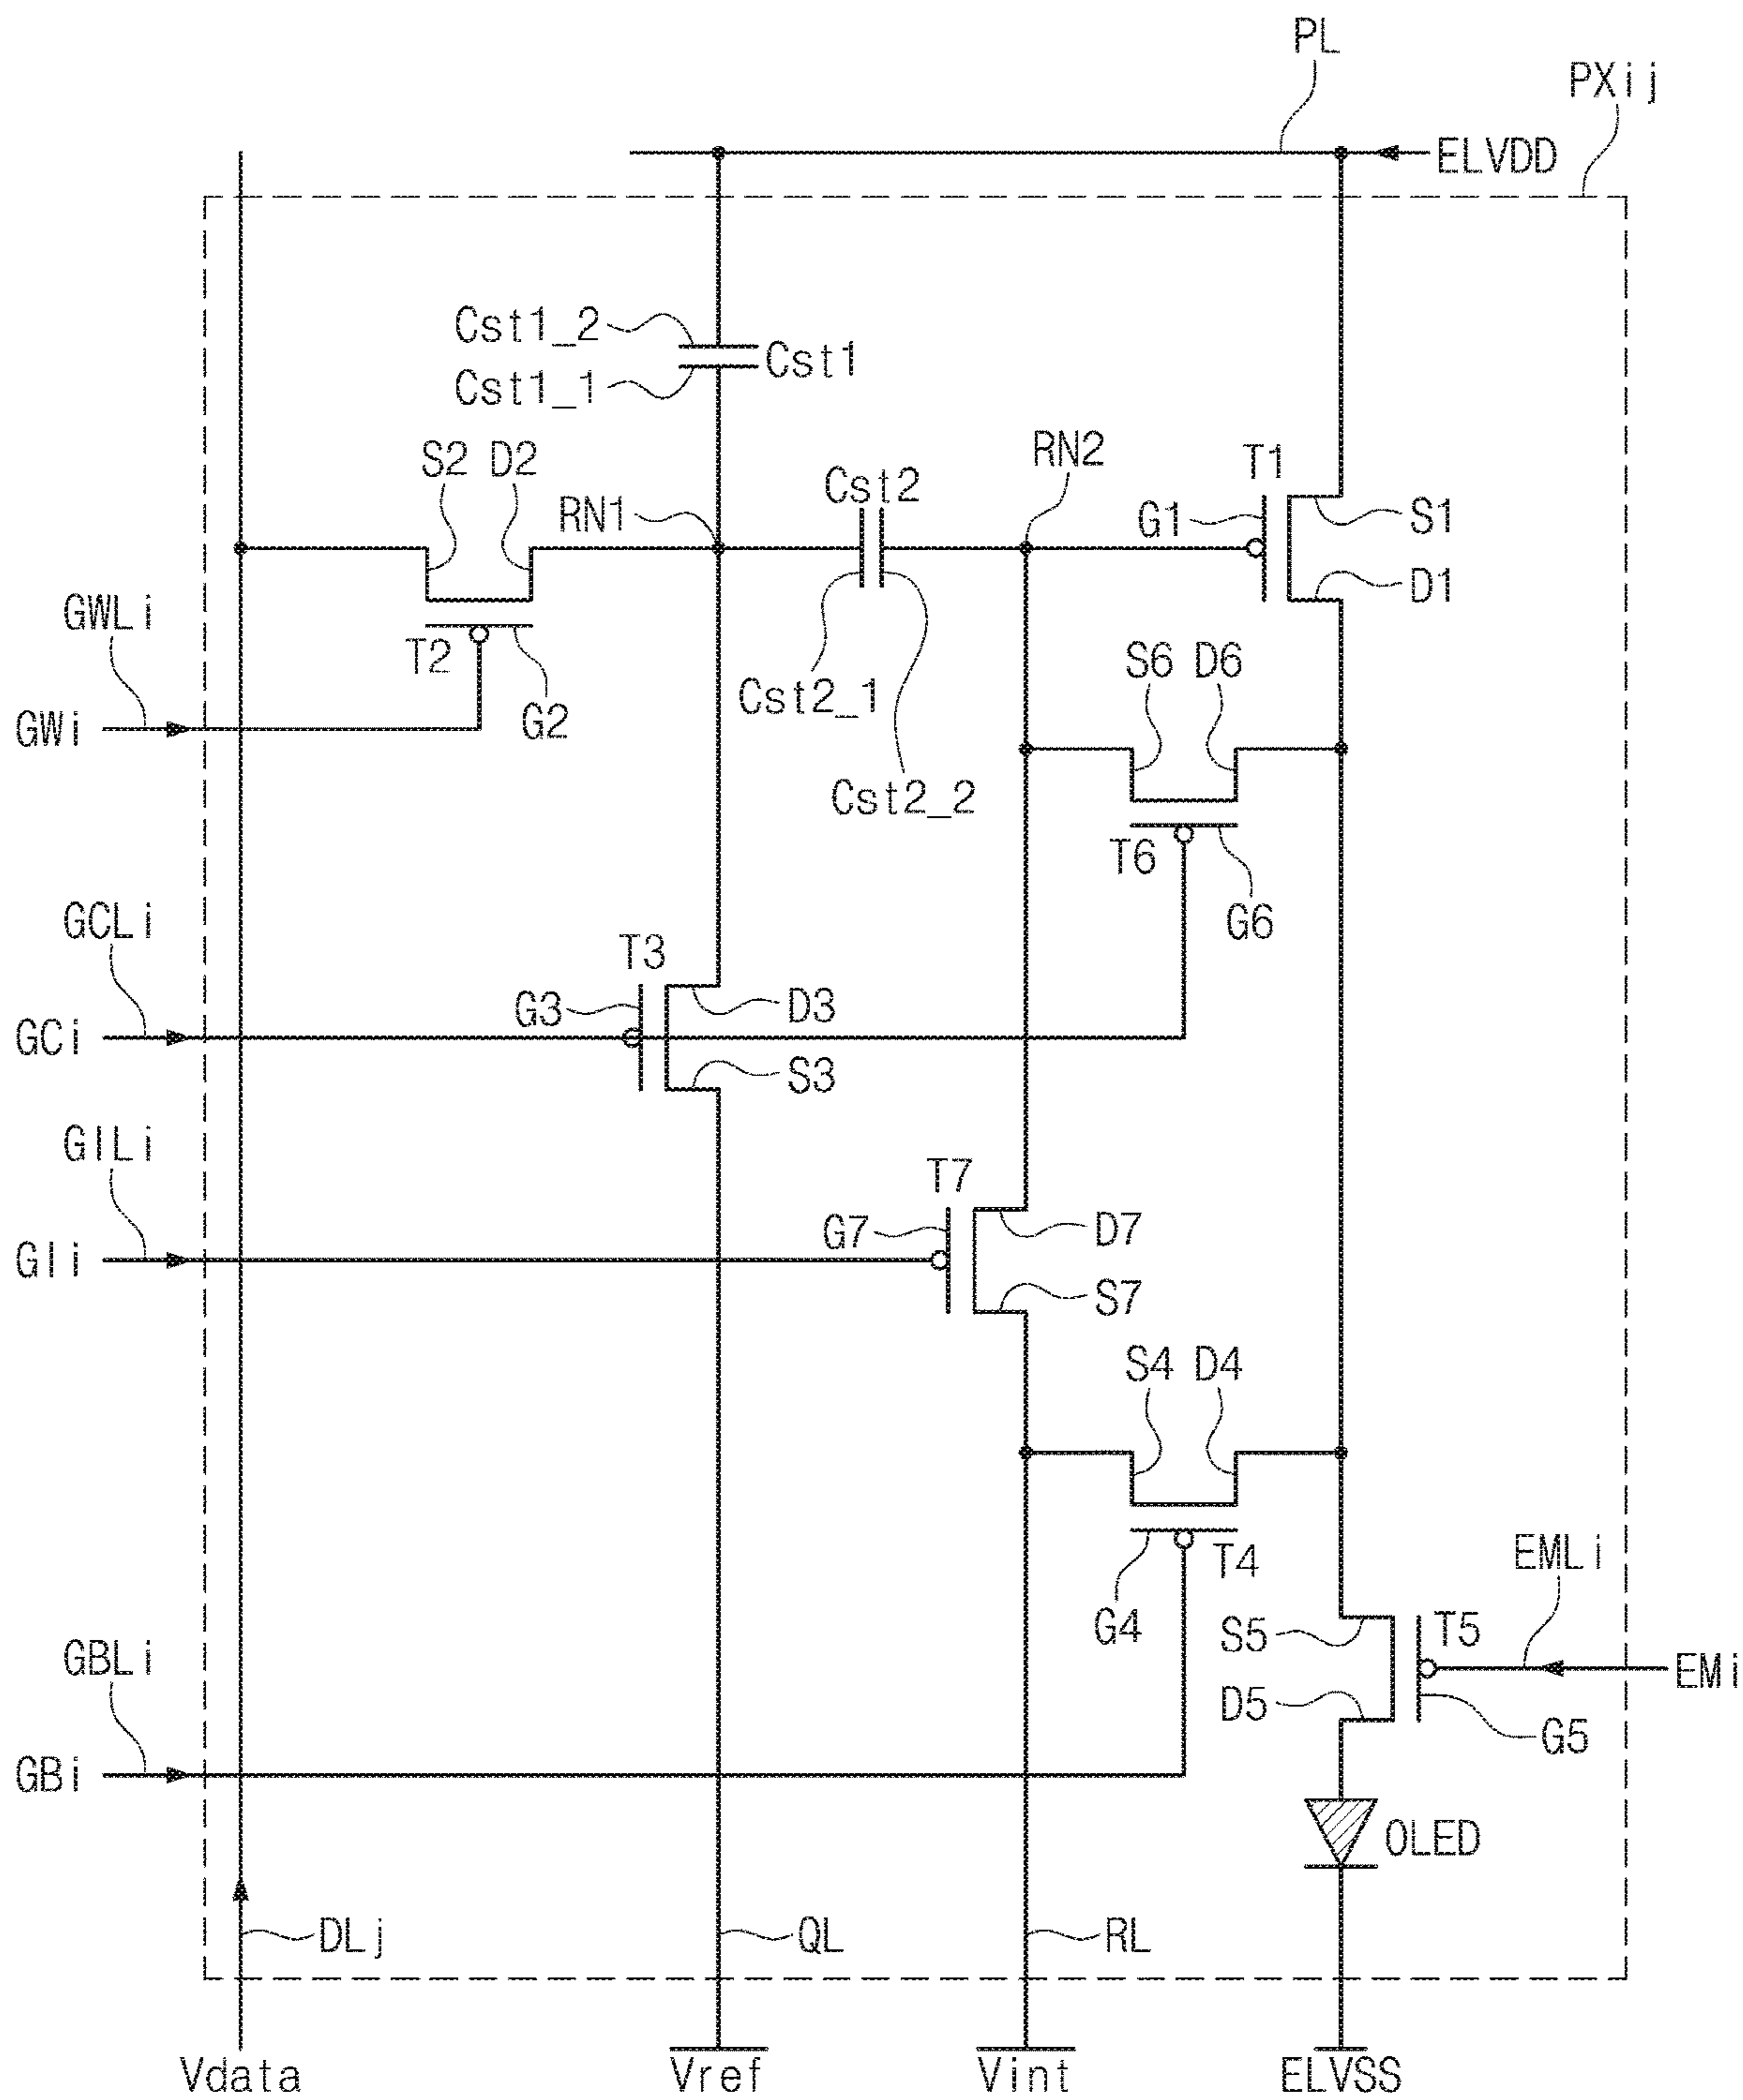 PL
PXij
ELVDD
Cst1_2
Cst1
Cst1_1
S2 D2
RN1
Cst2
RN2
T1
G1
S1
D1
GWLi
T2
G2
GWi
Cst2_1
Cst2_2
S6 D6
T6
G6
GCLi
T3
G3
D3
GCi
S3
GILi
T7
G7
D7
GIi
S7
S4 D4
T4
G4
EMLi
T5
S5
EMi
D5
G5
GBLi
GBi
OLED
DLj
QL
RL
Vdata
Vref
Vint
ELVSS